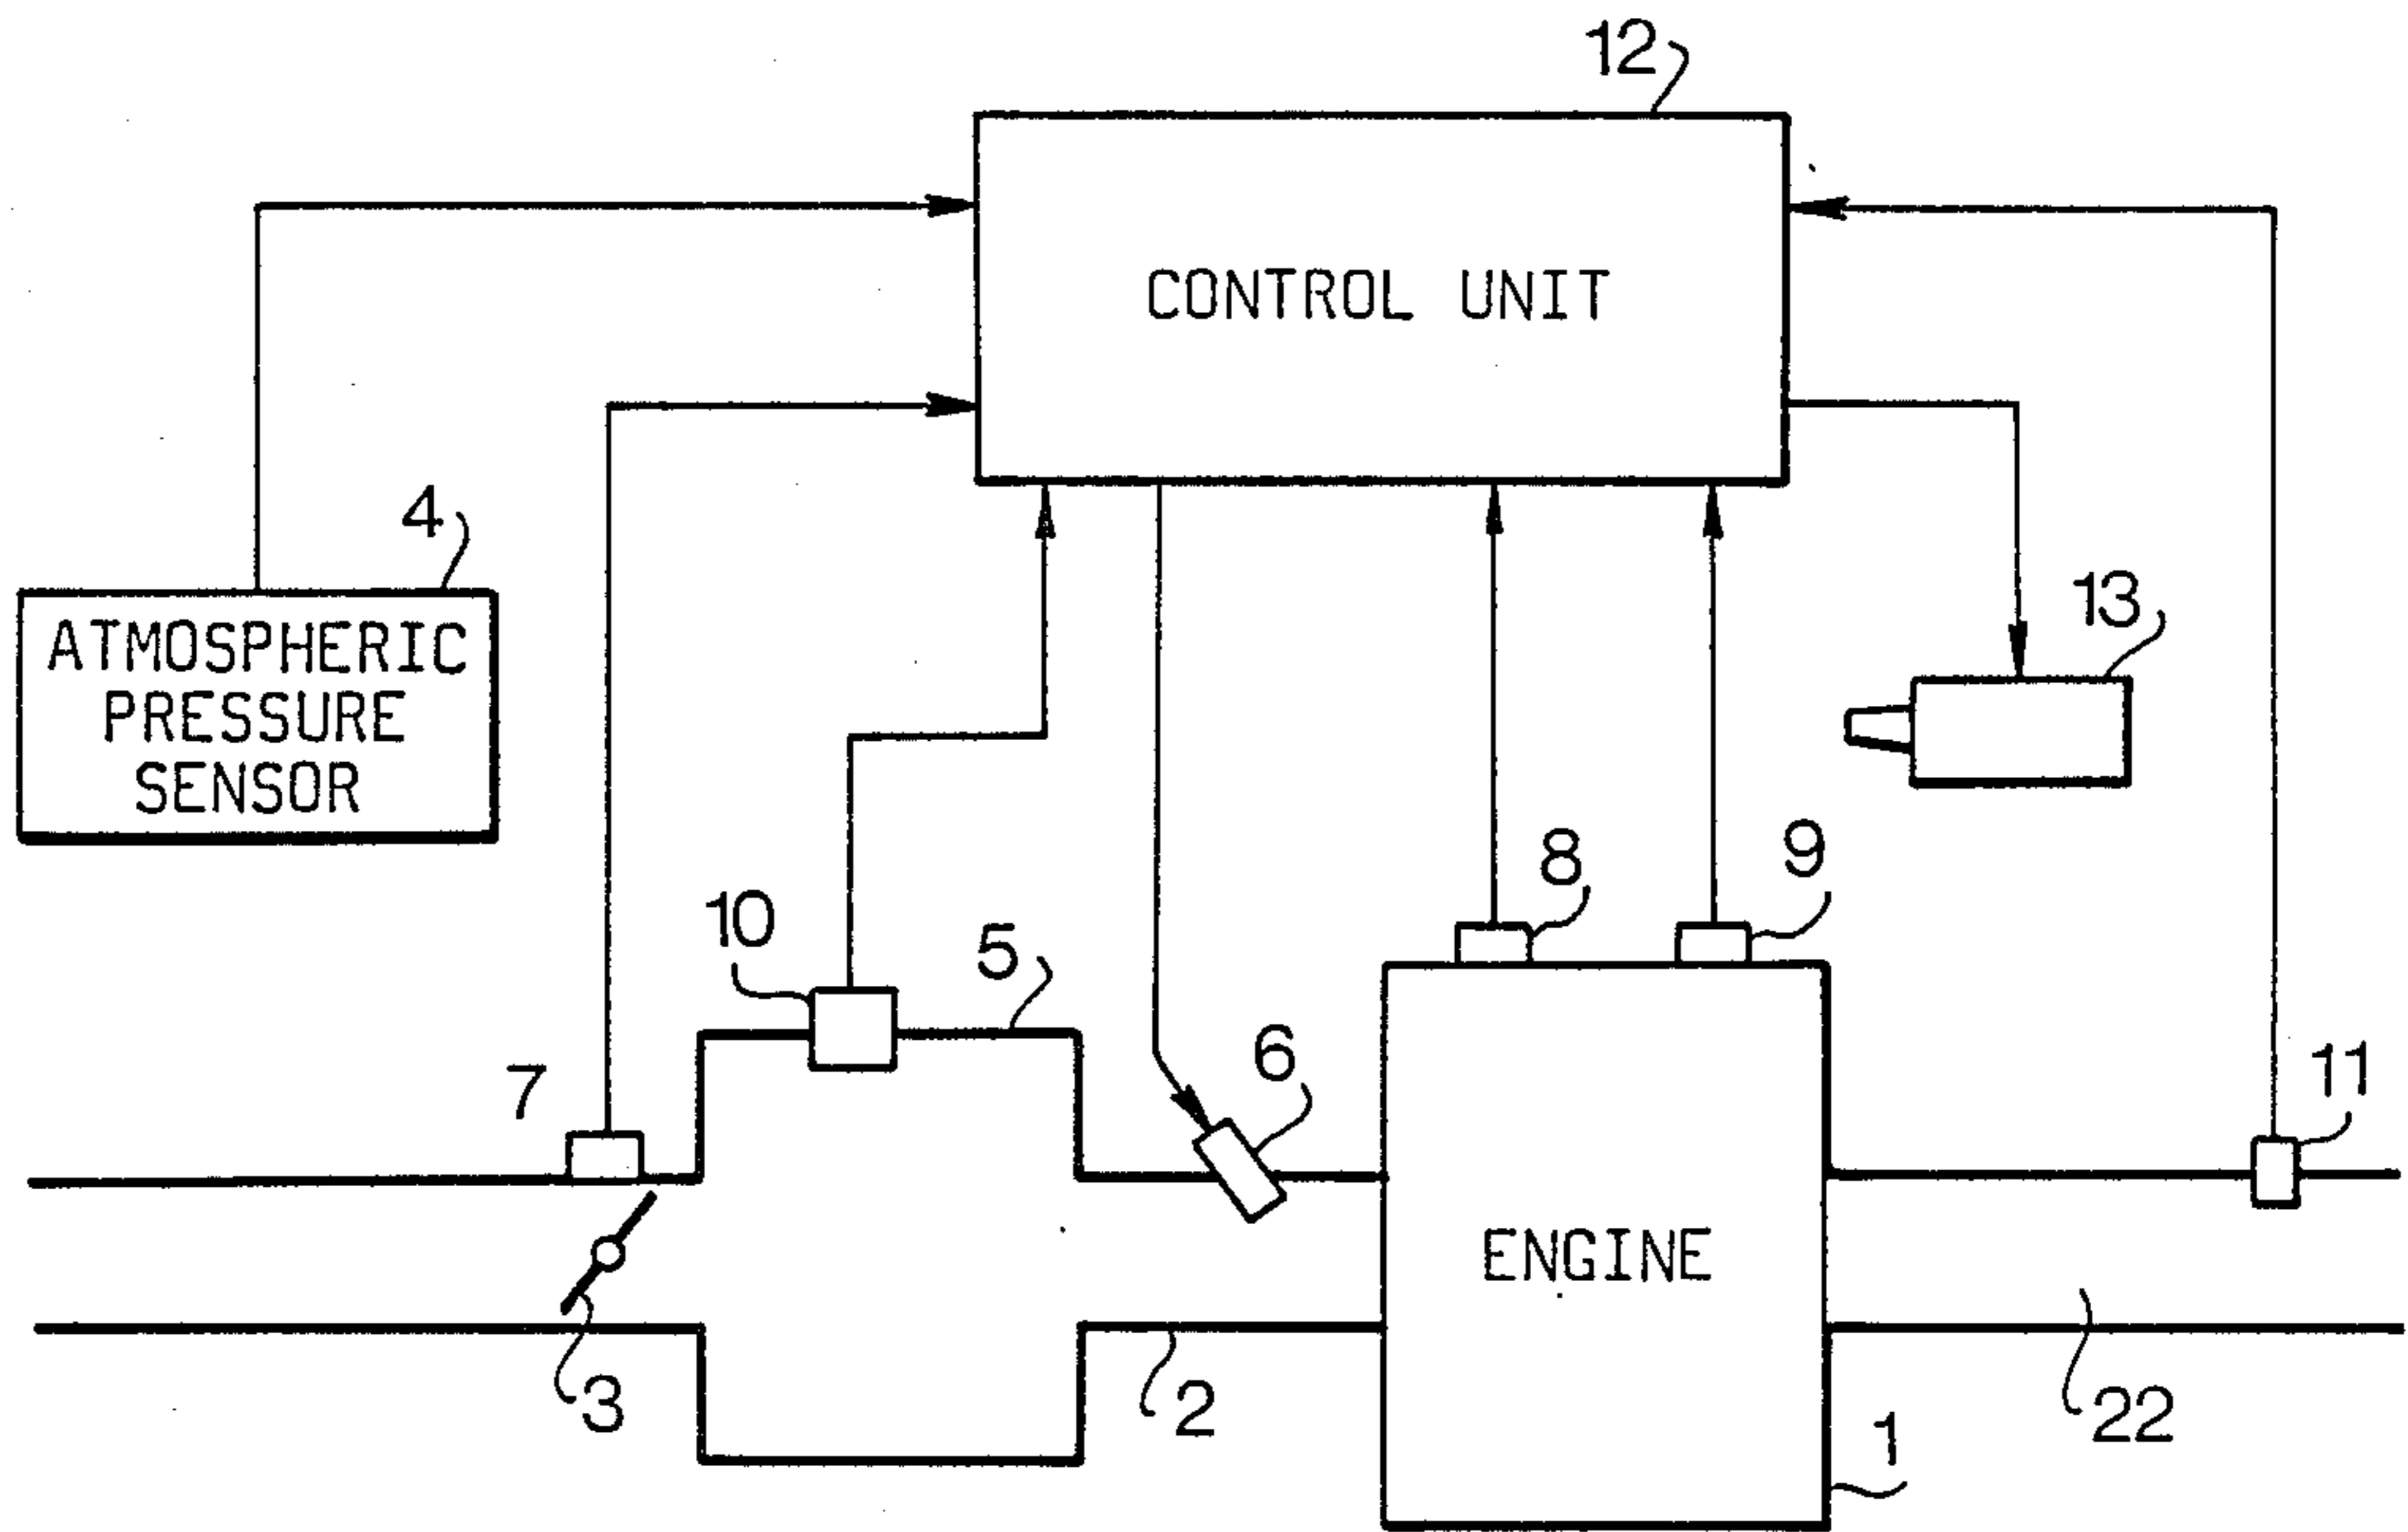 12
CONTROL UNIT
4
ATMOSPHERIC
PRESSURE
SENSOR
13
8
9
10
5
6
7
11
ENGINE
3
2
22
1